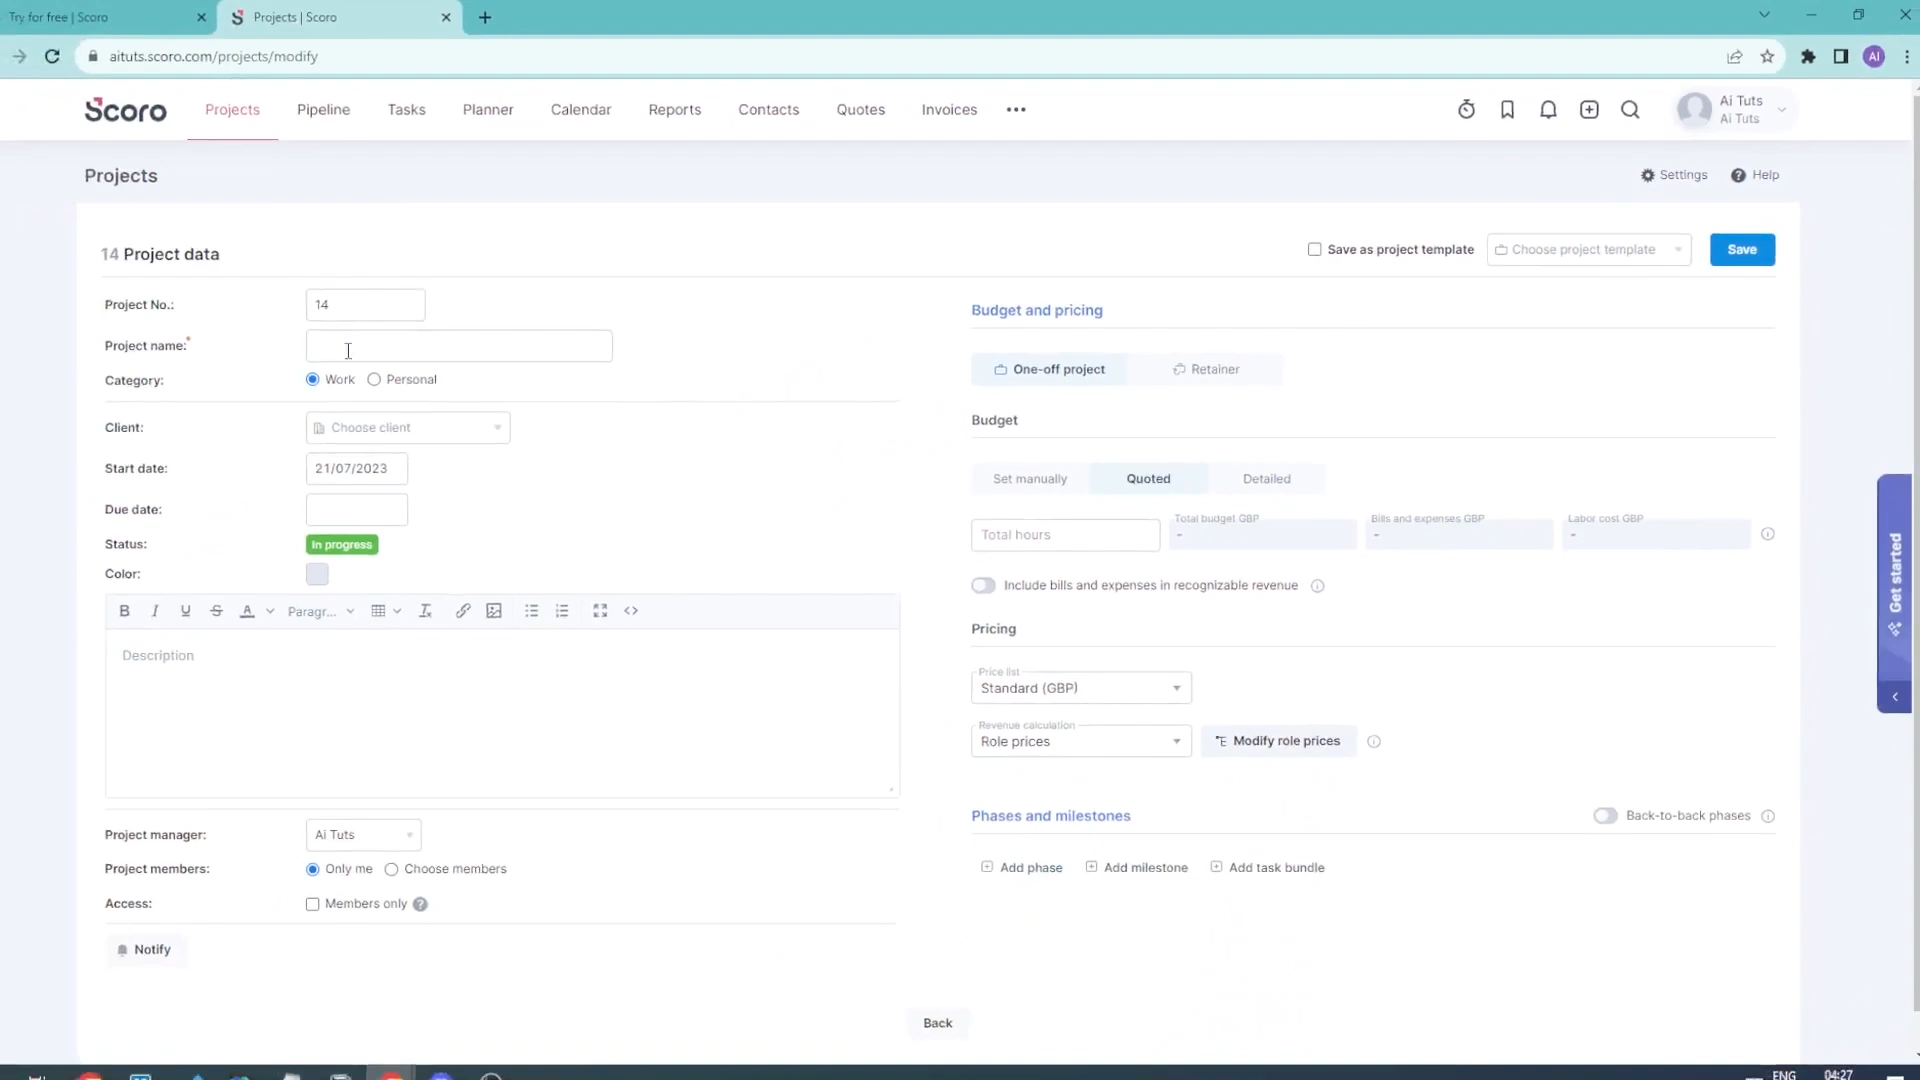 Try for free | Scoro
Projects | Scoro
aituts.scoro.com/projects/modify
AI
Scoro
Projects Pipeline Tasks Planner Calendar Reports Contacts Quotes Invoices
Ai Tuts
Ai Tuts
Projects
Settings Help
14 Project data
Save as project template Choose project template Save
Project No.: 14
Project name:*
Category: Work Personal
Client: Choose client
Start date: 21/07/2023
Due date:
Status: In progress
Color:
B I U S A Paragr...
Description
Project manager: Ai Tuts
Project members: Only me Choose members
Access: Members only
Notify
Budget and pricing
One-off project Retainer
Budget
Set manually Quoted Detailed
Total hours
Total budget GBP
-
Bills and expenses GBP
-
Labor cost GBP
-
Include bills and expenses in recognizable revenue
Pricing
Price list
Standard (GBP)
Revenue calculation
Role prices
Modify role prices
Phases and milestones Back-to-back phases
Add phase Add milestone Add task bundle
Get started
Back
ENG 04:27